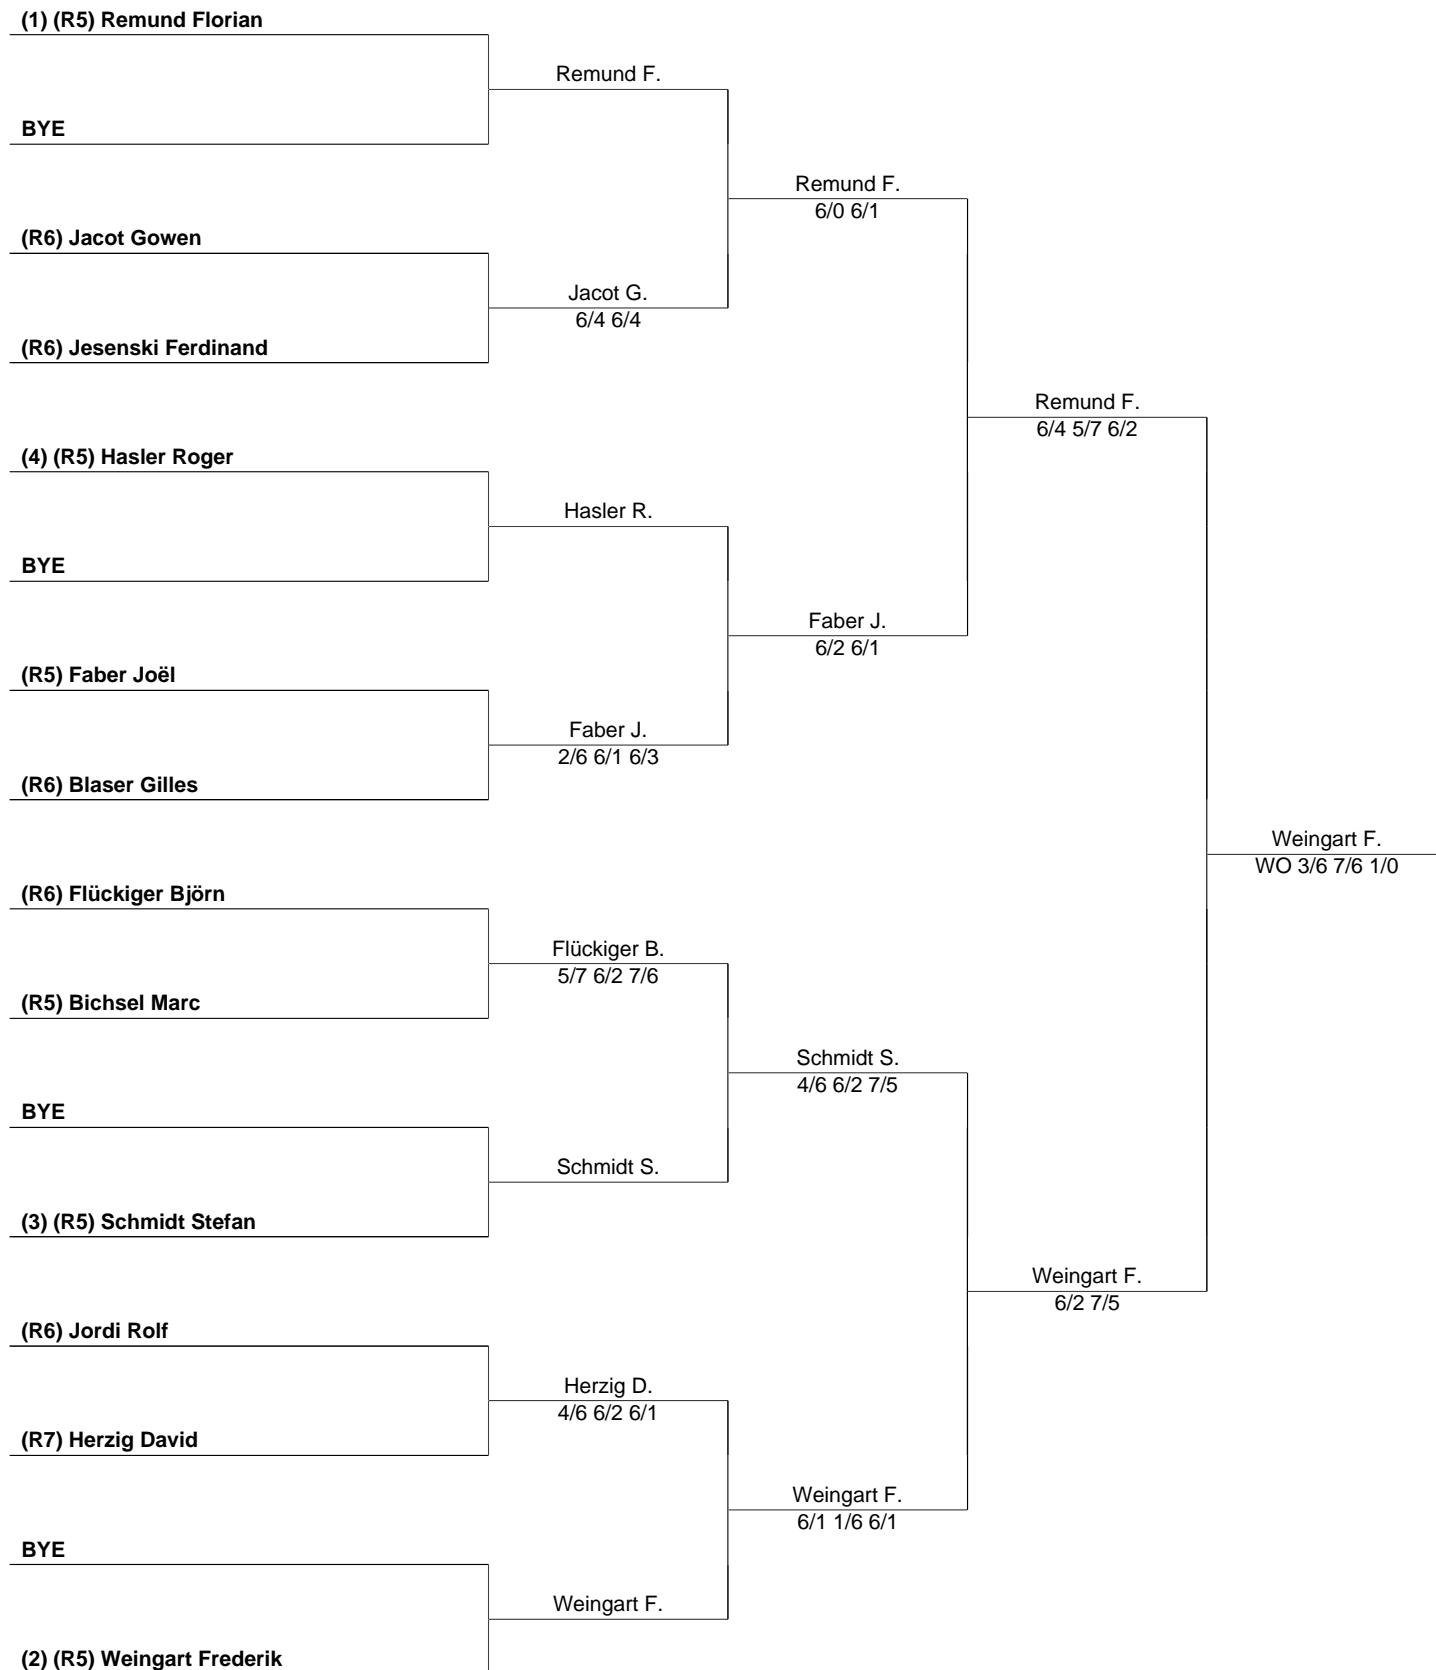 (1) (R5) Remund Florian
Remund F.
BYE
Remund F.
6/0 6/1
(R6) Jacot Gowen
Jacot G.
6/4 6/4
(R6) Jesenski Ferdinand
Remund F.
6/4 5/7 6/2
(4) (R5) Hasler Roger
Hasler R.
BYE
Faber J.
6/2 6/1
(R5) Faber Joël
Faber J.
2/6 6/1 6/3
(R6) Blaser Gilles
Weingart F.
WO 3/6 7/6 1/0
(R6) Flückiger Björn
Flückiger B.
5/7 6/2 7/6
(R5) Bichsel Marc
Schmidt S.
4/6 6/2 7/5
BYE
Schmidt S.
(3) (R5) Schmidt Stefan
Weingart F.
6/2 7/5
(R6) Jordi Rolf
Herzig D.
4/6 6/2 6/1
(R7) Herzig David
Weingart F.
6/1 1/6 6/1
BYE
Weingart F.
(2) (R5) Weingart Frederik